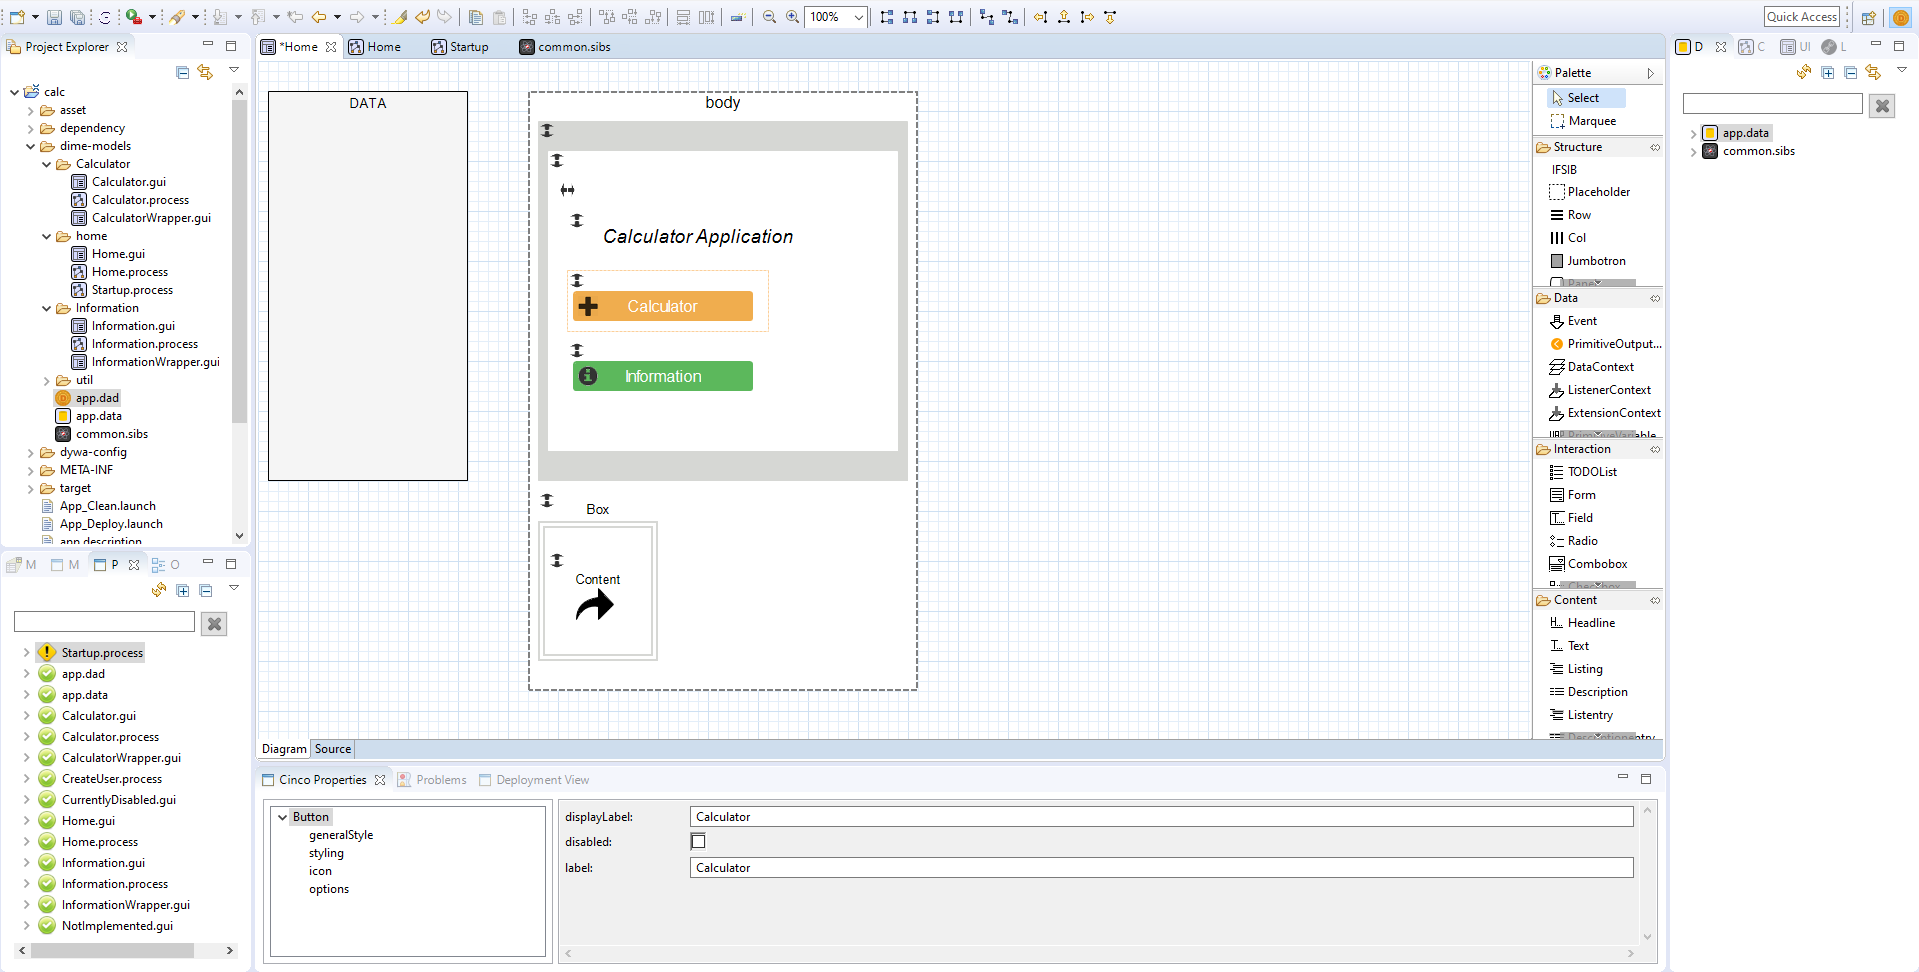 100%
Quick Access
Project Explorer
calc
asset
dependency
dime-models
Calculator
Calculator.gui
Calculator.process
CalculatorWrapper.gui
home
Home.gui
Home.process
Startup.process
Information
Information.gui
Information.process
InformationWrapper.gui
util
app.dad
app.data
common.sibs
dywa-config
META-INF
target
App_Clean.launch
App_Deploy.launch
app.description
M
M
P
O
Startup.process
app.dad
app.data
Calculator.gui
Calculator.process
CalculatorWrapper.gui
CreateUser.process
CurrentlyDisabled.gui
Home.gui
Home.process
Information.gui
Information.process
InformationWrapper.gui
NotImplemented.gui
*Home
Home
Startup
common.sibs
DATA
body
Calculator Application
Calculator
Information
Box
Content
Diagram
Source
Palette
Select
Marquee
Structure
IFSIB
Placeholder
Row
Col
Jumbotron
Panel
Data
Event
PrimitiveOutput...
DataContext
ListenerContext
ExtensionContext
PrimitiveVariable
Interaction
TODOList
Form
Field
Radio
Combobox
Checkbox
Content
Headline
Text
Listing
Description
Listentry
Descriptionentry
Cinco Properties
Problems
Deployment View
Button
generalStyle
styling
icon
options
displayLabel:
Calculator
disabled:
label:
Calculator
D
C
UI
L
app.data
common.sibs